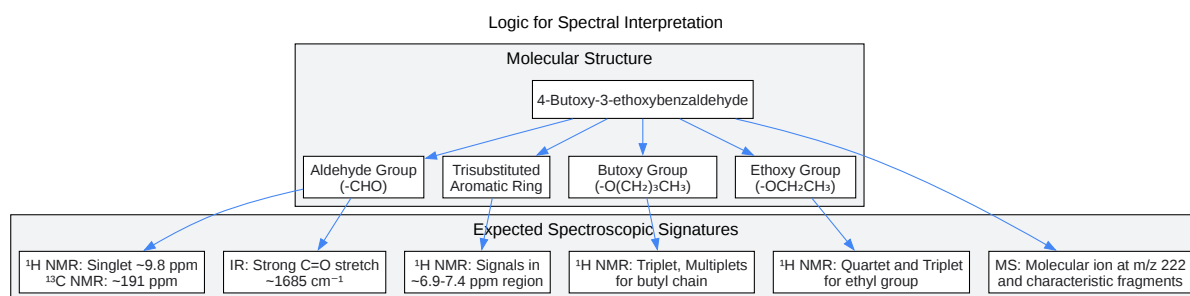 Logic for Spectral Interpretation
Molecular Structure
4-Butoxy-3-ethoxybenzaldehyde
Aldehyde Group
(-CHO)
Trisubstituted
Aromatic Ring
Butoxy Group
(-O(CH₂)₃CH₃)
Ethoxy Group
(-OCH₂CH₃)
Expected Spectroscopic Signatures
¹H NMR: Singlet ~9.8 ppm
¹³C NMR: ~191 ppm
IR: Strong C=O stretch
~1685 cm⁻¹
¹H NMR: Signals in
~6.9-7.4 ppm region
¹H NMR: Triplet, Multiplets
for butyl chain
¹H NMR: Quartet and Triplet
for ethyl group
MS: Molecular ion at m/z 222
and characteristic fragments